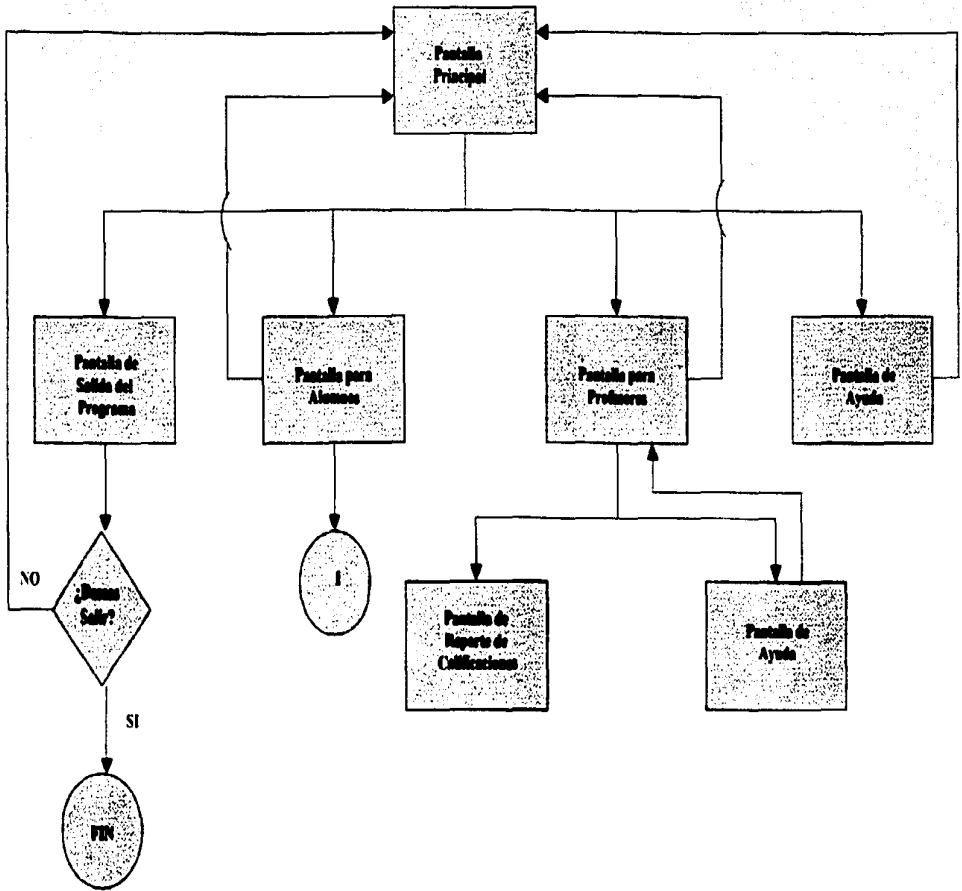 Pantalla
Principal
Pantalla de
Salida del
Programa
Pantalla para
Alumnos
Pantalla para
Profesores
Pantalla de
Ayuda
NO
¿Deseas
Salir?
1
Pantalla de
Reporte de
Calificaciones
Pantalla de
Ayuda
SI
FIN